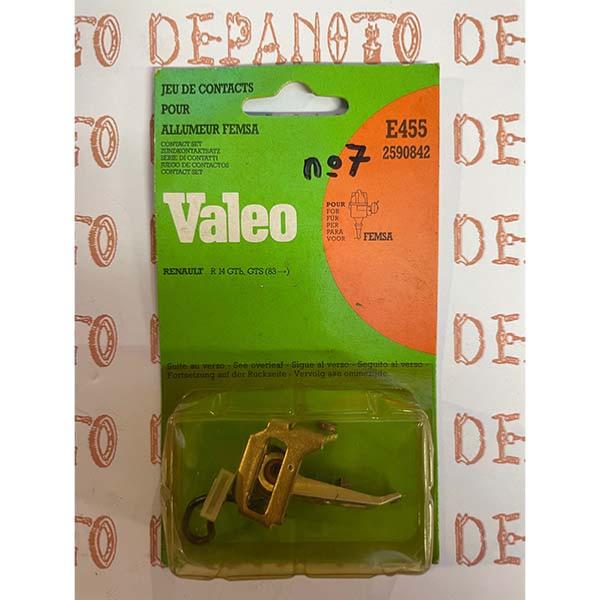 DEPANOTO
JEU DE CONTACTS
POUR
ALLUMEUR FEMSA
CONTACT SET
ZÜNDKONTAKTSATZ
SERIE DI CONTATTI
JUEGO DE CONTACTOS
CONTACT SET
E455
2590842
nº7
Valeo
POUR
FOR
FÜR
PER
PARA
VOOR
FEMSA
RENAULT R 14 GTL, GTS (83→)
Suite au verso - See overleaf - Sigue al verso - Seguito al verso -
Fortsetzung auf der Rückseite - Vervolg aan ommezijde.